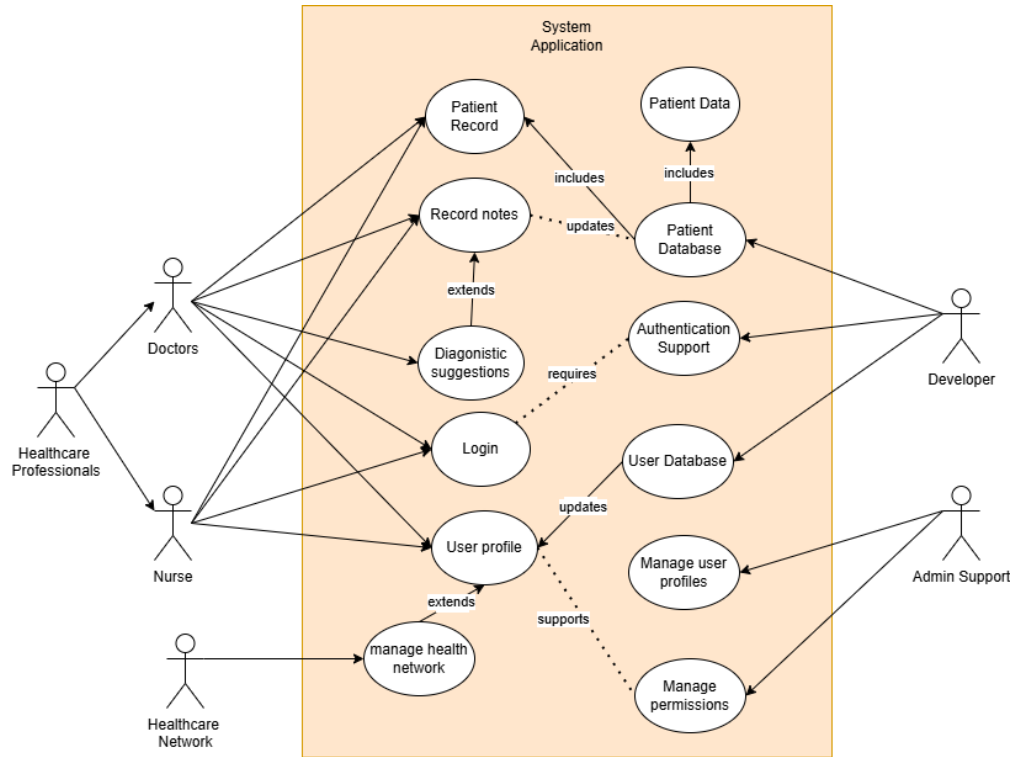 System
Application
Patient
Record
Patient Data
includes
includes
Record notes
updates
Patient
Database
extends
Doctors
Diagonistic
suggestions
Authentication
Support
requires
Developer
Healthcare
Professionals
Login
User Database
updates
User profile
Nurse
Manage user
profiles
Admin Support
extends
supports
manage health
network
Manage
permissions
Healthcare
Network